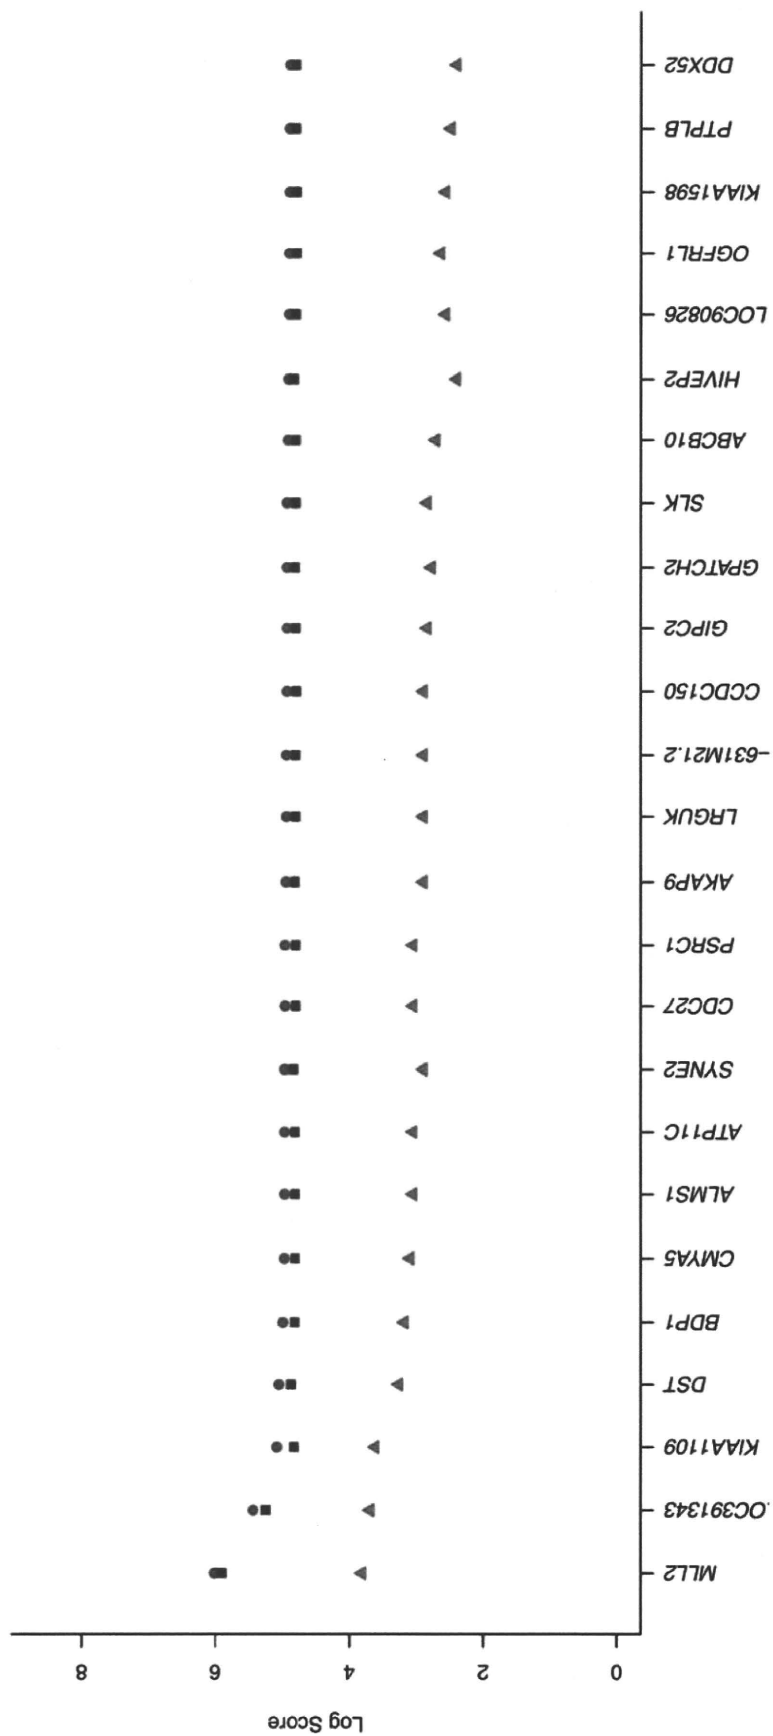 DDX52
PTPLB
KIAA1598
OGFRL1
LOC90826
HIVEP2
ABCB10
SLK
GPATCH2
GIPC2
CCDC150
-631M21.2
LRGUK
AKAP9
PSRC1
CDC27
SYNE2
ATP11C
ALMS1
CMYA5
BDP1
DST
KIAA1109
.OC391343
MLL2
8 6 4 2 0
Log Score